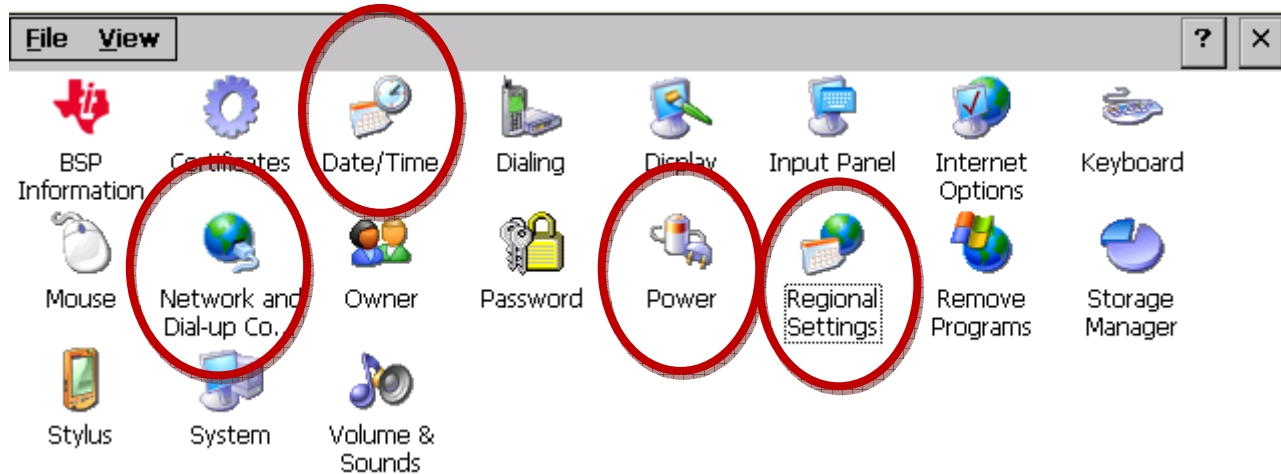 File View ? ×
BSP Information
Certificates
Date/Time
Dialing
Display
Input Panel
Internet Options
Keyboard
Mouse
Network and Dial-up Co...
Owner
Password
Power
Regional Settings
Remove Programs
Storage Manager
Stylus
System
Volume & Sounds